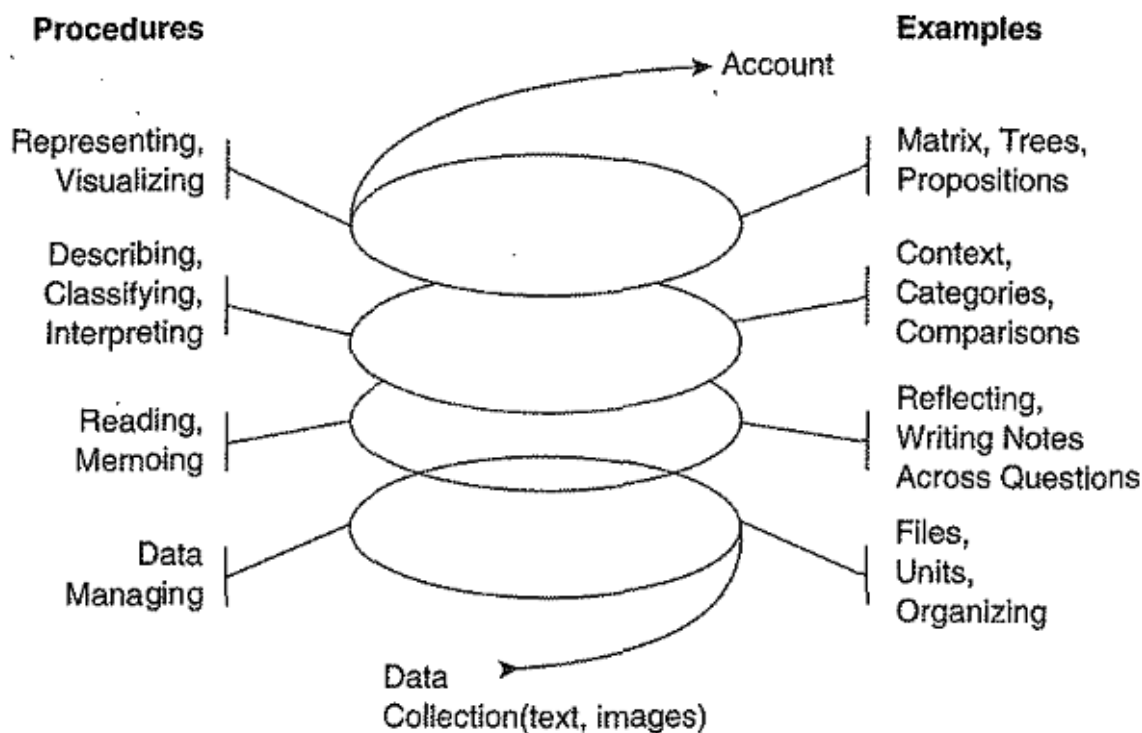 Procedures
Examples
Account
Representing,
Visualizing
Matrix, Trees,
Propositions
Describing,
Classifying,
Interpreting
Context,
Categories,
Comparisons
Reading,
Memoing
Reflecting,
Writing Notes
Across Questions
Data
Managing
Files,
Units,
Organizing
Data
Collection(text, images)